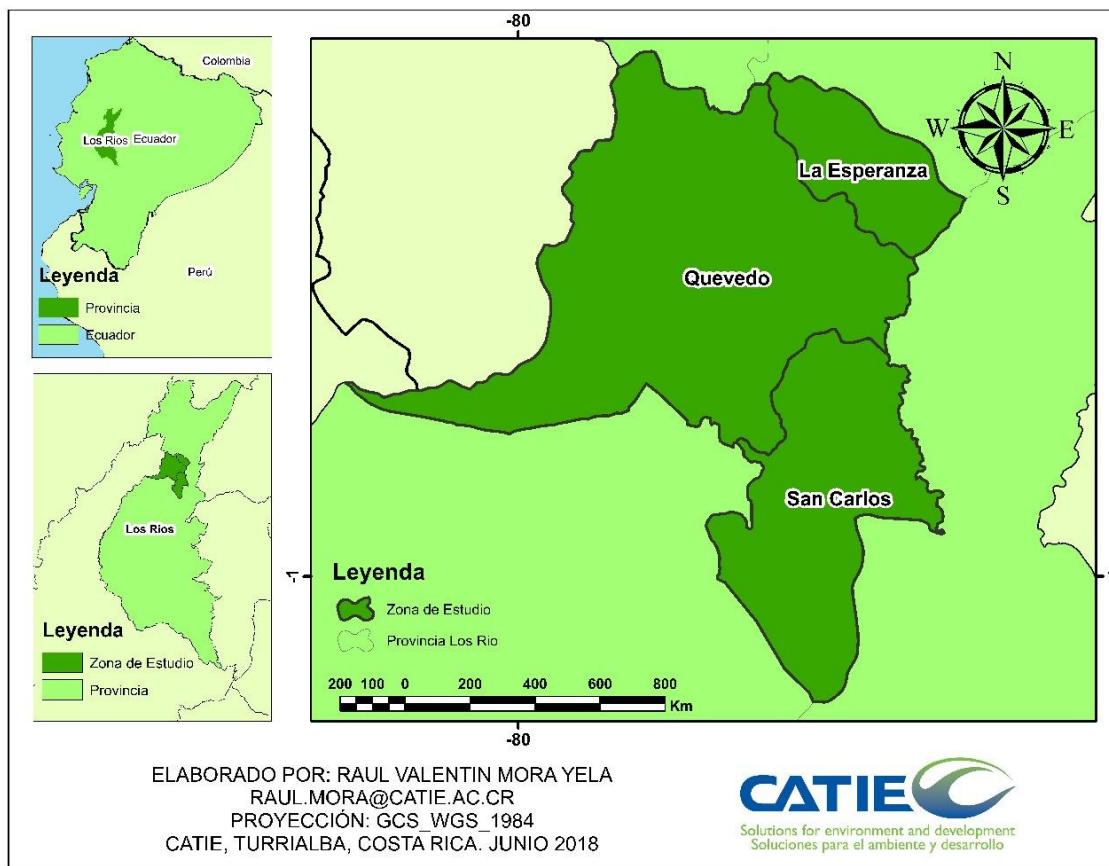 Colombia
Los Rios
Ecuador
Perú
Leyenda
Provincia
Ecuador
Los Rios
Leyenda
Zona de Estudio
Provincia
-80
N
W
E
S
La Esperanza
Quevedo
San Carlos
-1
Leyenda
Zona de Estudio
Provincia Los Rio
200 100 0 200 400 600 800
Km
-80
ELABORADO POR: RAUL VALENTIN MORA YELA
RAUL.MORA@CATIE.AC.CR
PROYECCIÓN: GCS_WGS_1984
CATIE, TURRIALBA, COSTA RICA. JUNIO 2018
CATIE
Solutions for environment and development
Soluciones para el ambiente y desarrollo